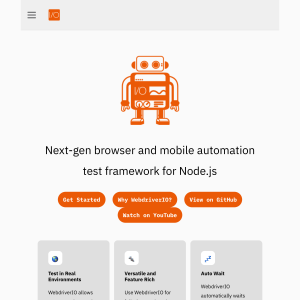 I/O
I/O
Next-gen browser and mobile automation
test framework for Node.js
Get Started
Why WebdriverIO?
View on GitHub
Watch on YouTube
Test in Real
Environments
WebdriverIO allows
Versatile and
Feature Rich
Use WebdriverIO for
Auto Wait
WebdriverIO
automatically waits